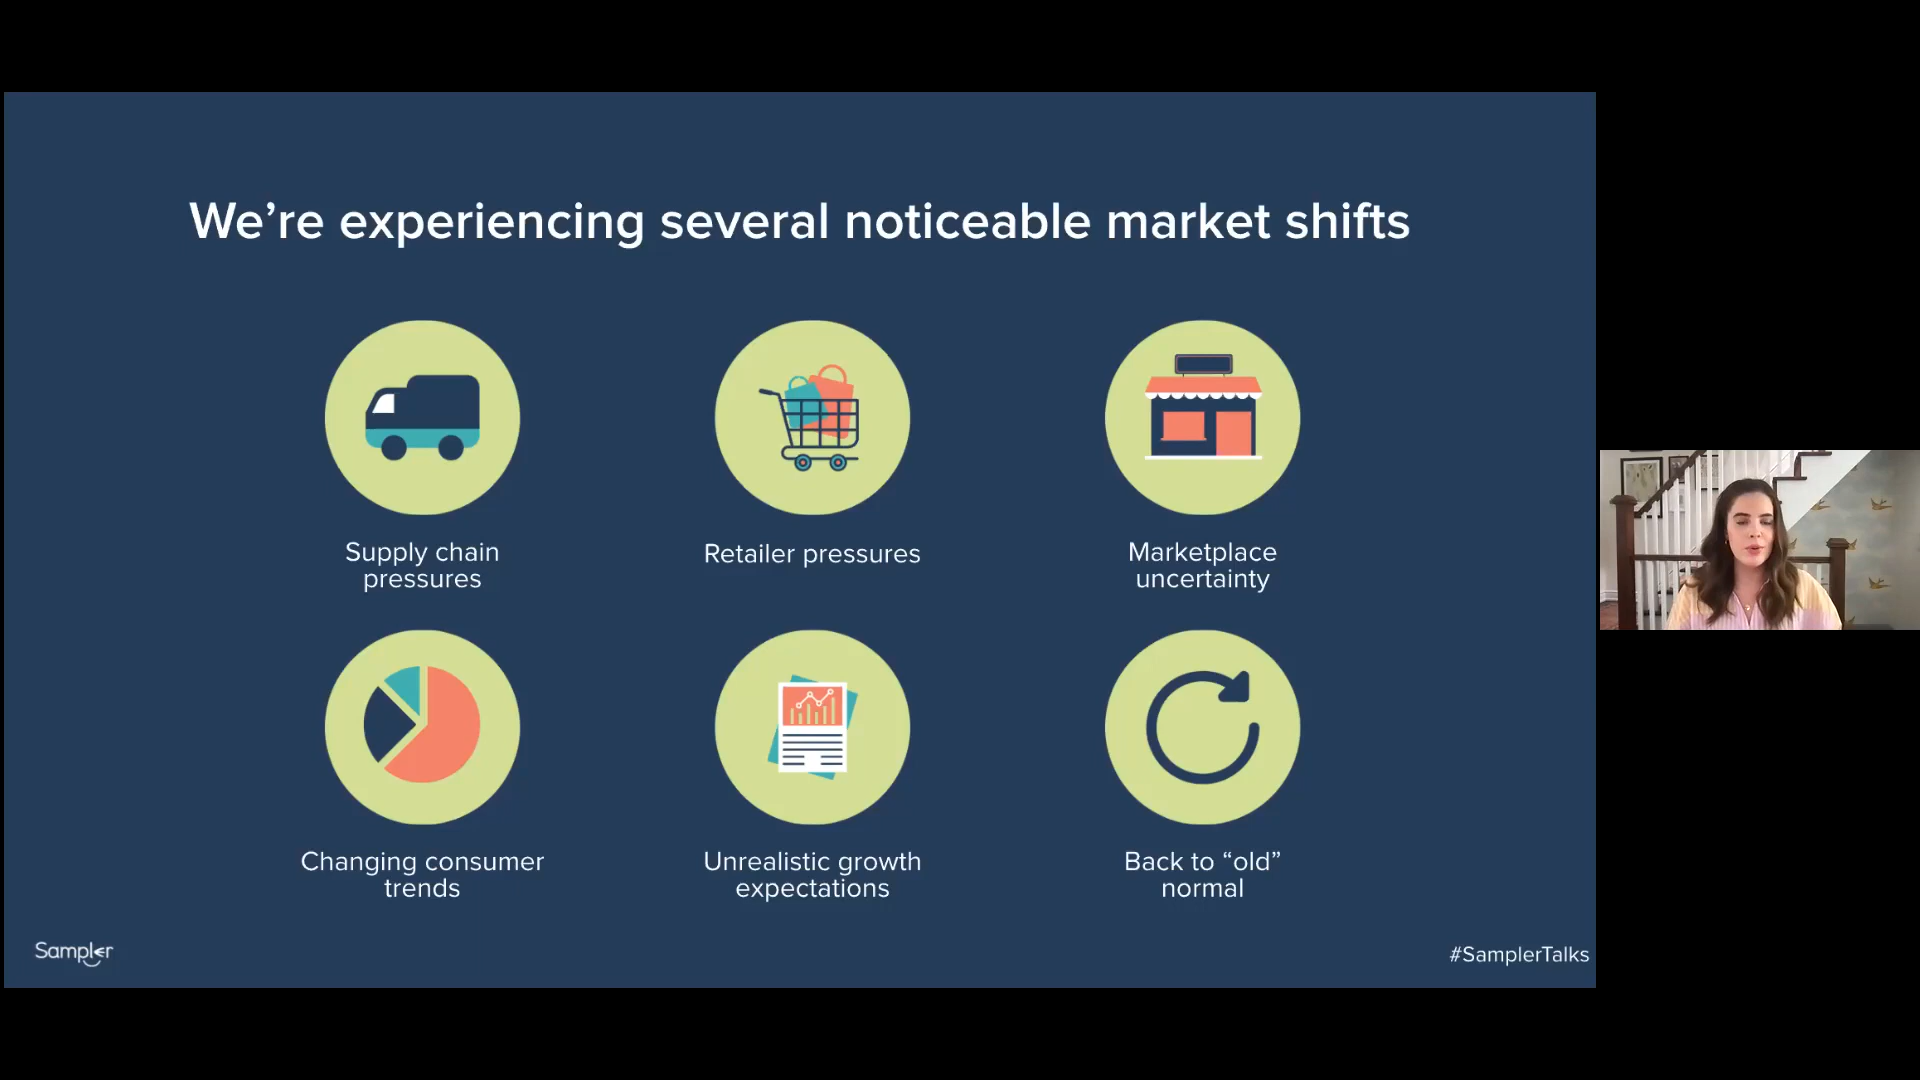 We’re experiencing several noticeable market shifts
Supply chain
pressures
Retailer pressures
Marketplace
uncertainty
Changing consumer
trends
Unrealistic growth
expectations
Back to “old”
normal
Sampler
#SamplerTalks